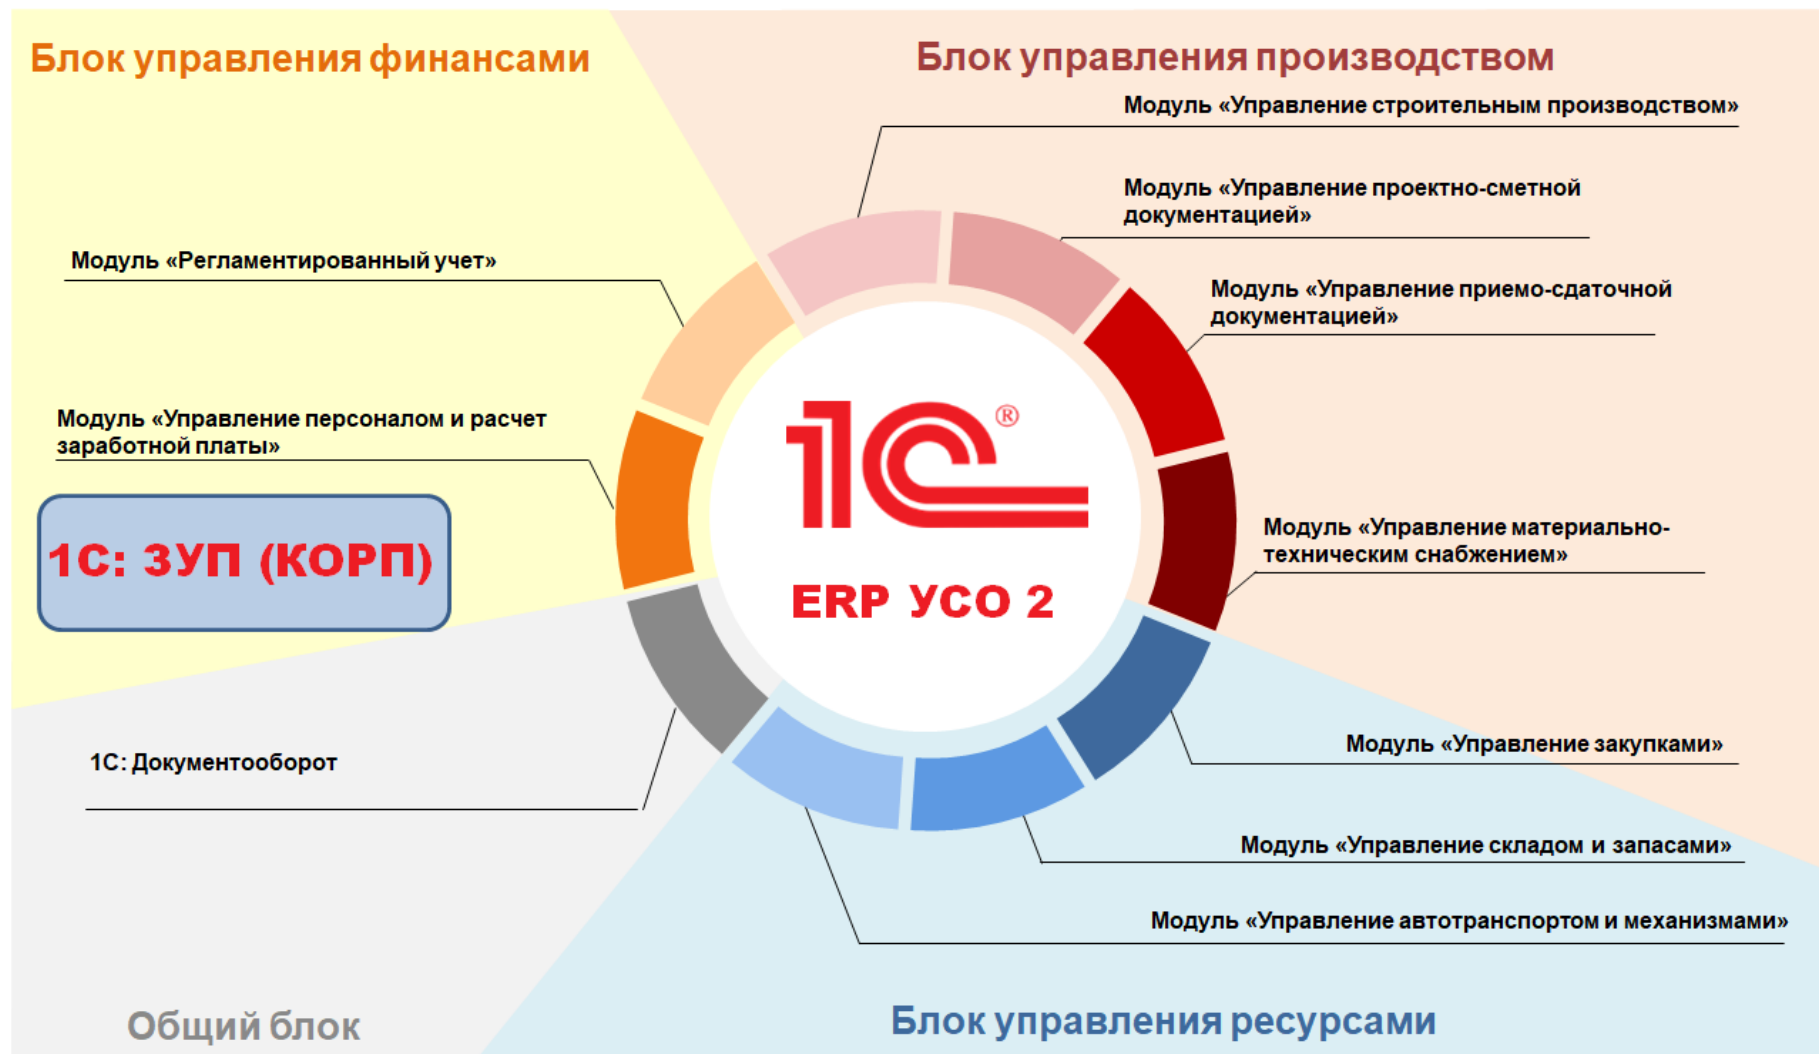 Блок управления финансами
Блок управления производством
Модуль «Управление строительным производством»
Модуль «Управление проектно-сметной
документацией»
Модуль «Регламентированный учет»
Модуль «Управление приемо-сдаточной
документацией»
Модуль «Управление персоналом и расчет
заработной платы»
1С®
1С: ЗУП (КОРП)
ERP УСО 2
Модуль «Управление материально-
техническим снабжением»
1С: Документооборот
Модуль «Управление закупками»
Модуль «Управление складом и запасами»
Модуль «Управление автотранспортом и механизмами»
Общий блок
Блок управления ресурсами